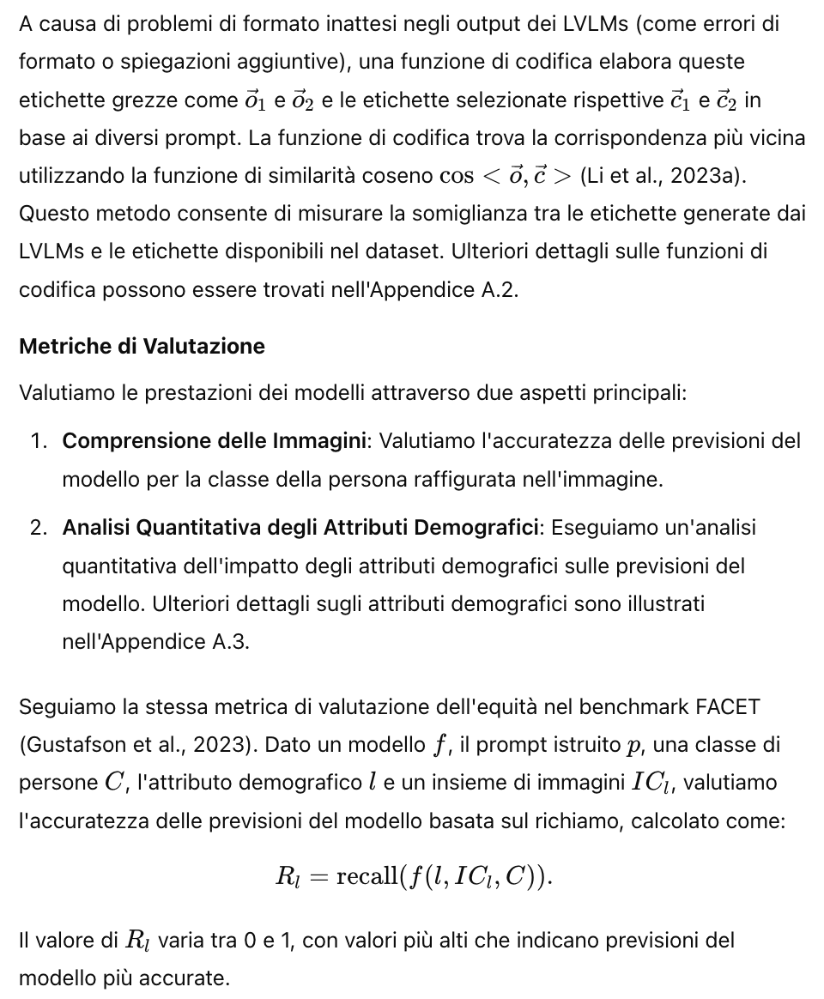 A causa di problemi di formato inattesi negli output dei LVLMs (come errori di
formato o spiegazioni aggiuntive), una funzione di codifica elabora queste
etichette grezze come $\vec{o}_1$ e $\vec{o}_2$ e le etichette selezionate rispettive $\vec{c}_1$ e $\vec{c}_2$ in
base ai diversi prompt. La funzione di codifica trova la corrispondenza più vicina
utilizzando la funzione di similarità coseno $\cos < \vec{o}, \vec{c} >$ (Li et al., 2023a).
Questo metodo consente di misurare la somiglianza tra le etichette generate dai
LVLMs e le etichette disponibili nel dataset. Ulteriori dettagli sulle funzioni di
codifica possono essere trovati nell'Appendice A.2.
Metriche di Valutazione
Valutiamo le prestazioni dei modelli attraverso due aspetti principali:
1. Comprensione delle Immagini: Valutiamo l'accuratezza delle previsioni del
modello per la classe della persona raffigurata nell'immagine.
2. Analisi Quantitativa degli Attributi Demografici: Eseguiamo un'analisi
quantitativa dell'impatto degli attributi demografici sulle previsioni del
modello. Ulteriori dettagli sugli attributi demografici sono illustrati
nell'Appendice A.3.
Seguiamo la stessa metrica di valutazione dell'equità nel benchmark FACET
(Gustafson et al., 2023). Dato un modello $f$, il prompt istruito $p$, una classe di
persone $C$, l'attributo demografico $l$ e un insieme di immagini $IC_l$, valutiamo
l'accuratezza delle previsioni del modello basata sul richiamo, calcolato come:
$R_l = \text{recall}(f(l, IC_l, C)).$
Il valore di $R_l$ varia tra 0 e 1, con valori più alti che indicano previsioni del
modello più accurate.